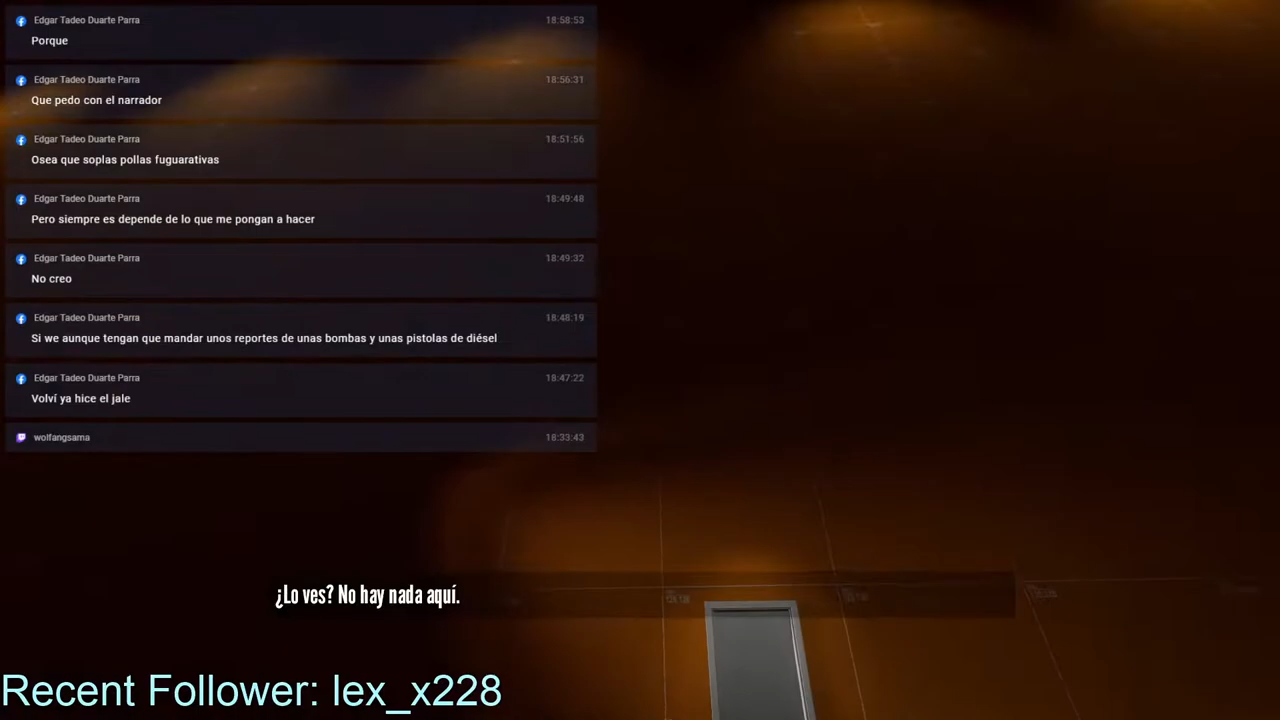 Edgar Tadeo Duarte Parra 18:58:53
Porque
Edgar Tadeo Duarte Parra 18:56:31
Que pedo con el narrador
Edgar Tadeo Duarte Parra 18:51:56
Osea que soplas pollas fuguarativas
Edgar Tadeo Duarte Parra 18:49:48
Pero siempre es depende de lo que me pongan a hacer
Edgar Tadeo Duarte Parra 18:49:32
No creo
Edgar Tadeo Duarte Parra 18:48:19
Si we aunque tengan que mandar unos reportes de unas bombas y unas pistolas de diésel
Edgar Tadeo Duarte Parra 18:47:22
Volví ya hice el jale
wolfangsama 18:33:43
¿Lo ves? No hay nada aquí.
Recent Follower: lex_x228